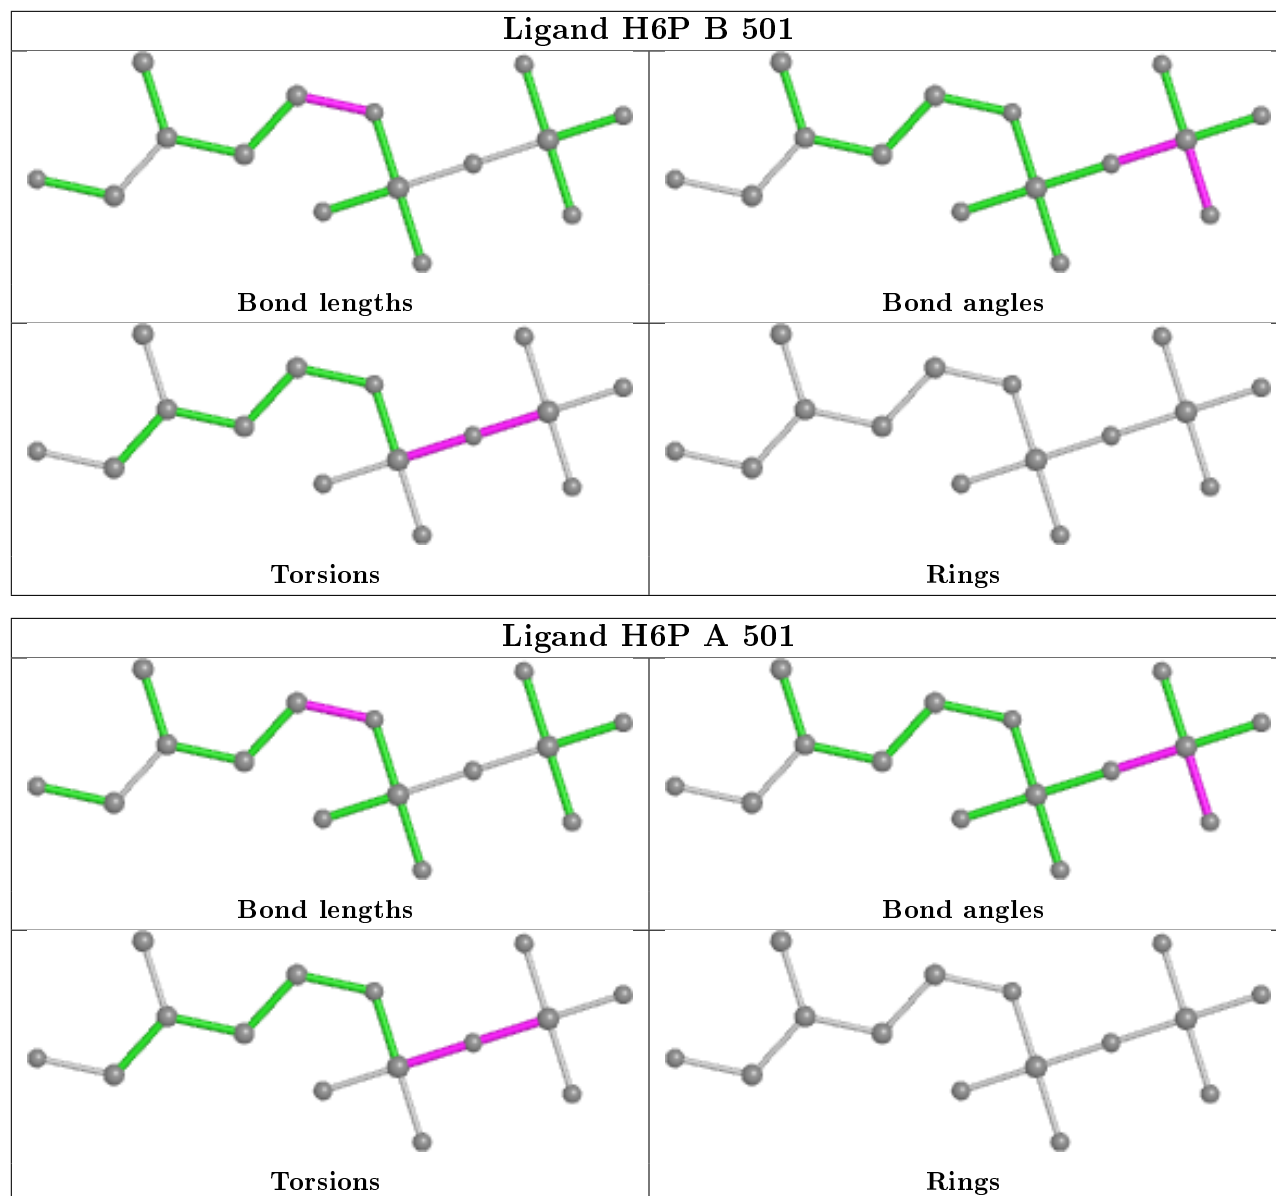 Ligand H6P B 501
Bond lengths
Bond angles
Torsions
Rings
Ligand H6P A 501
Bond lengths
Bond angles
Torsions
Rings